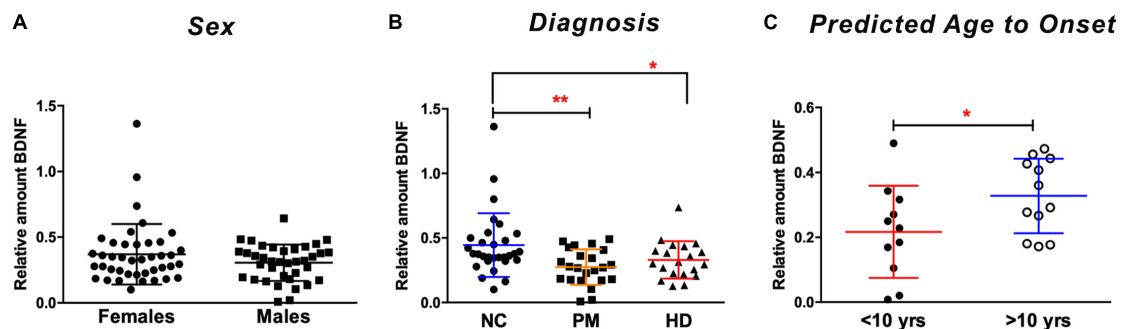 A
Sex
Relative amount BDNF
1.5
1.0
0.5
0.0
Females
Males
B
Diagnosis
*
**
Relative amount BDNF
1.5
1.0
0.5
0.0
NC
PM
HD
C
Predicted Age to Onset
*
Relative amount BDNF
0.6
0.4
0.2
0.0
<10 yrs
>10 yrs